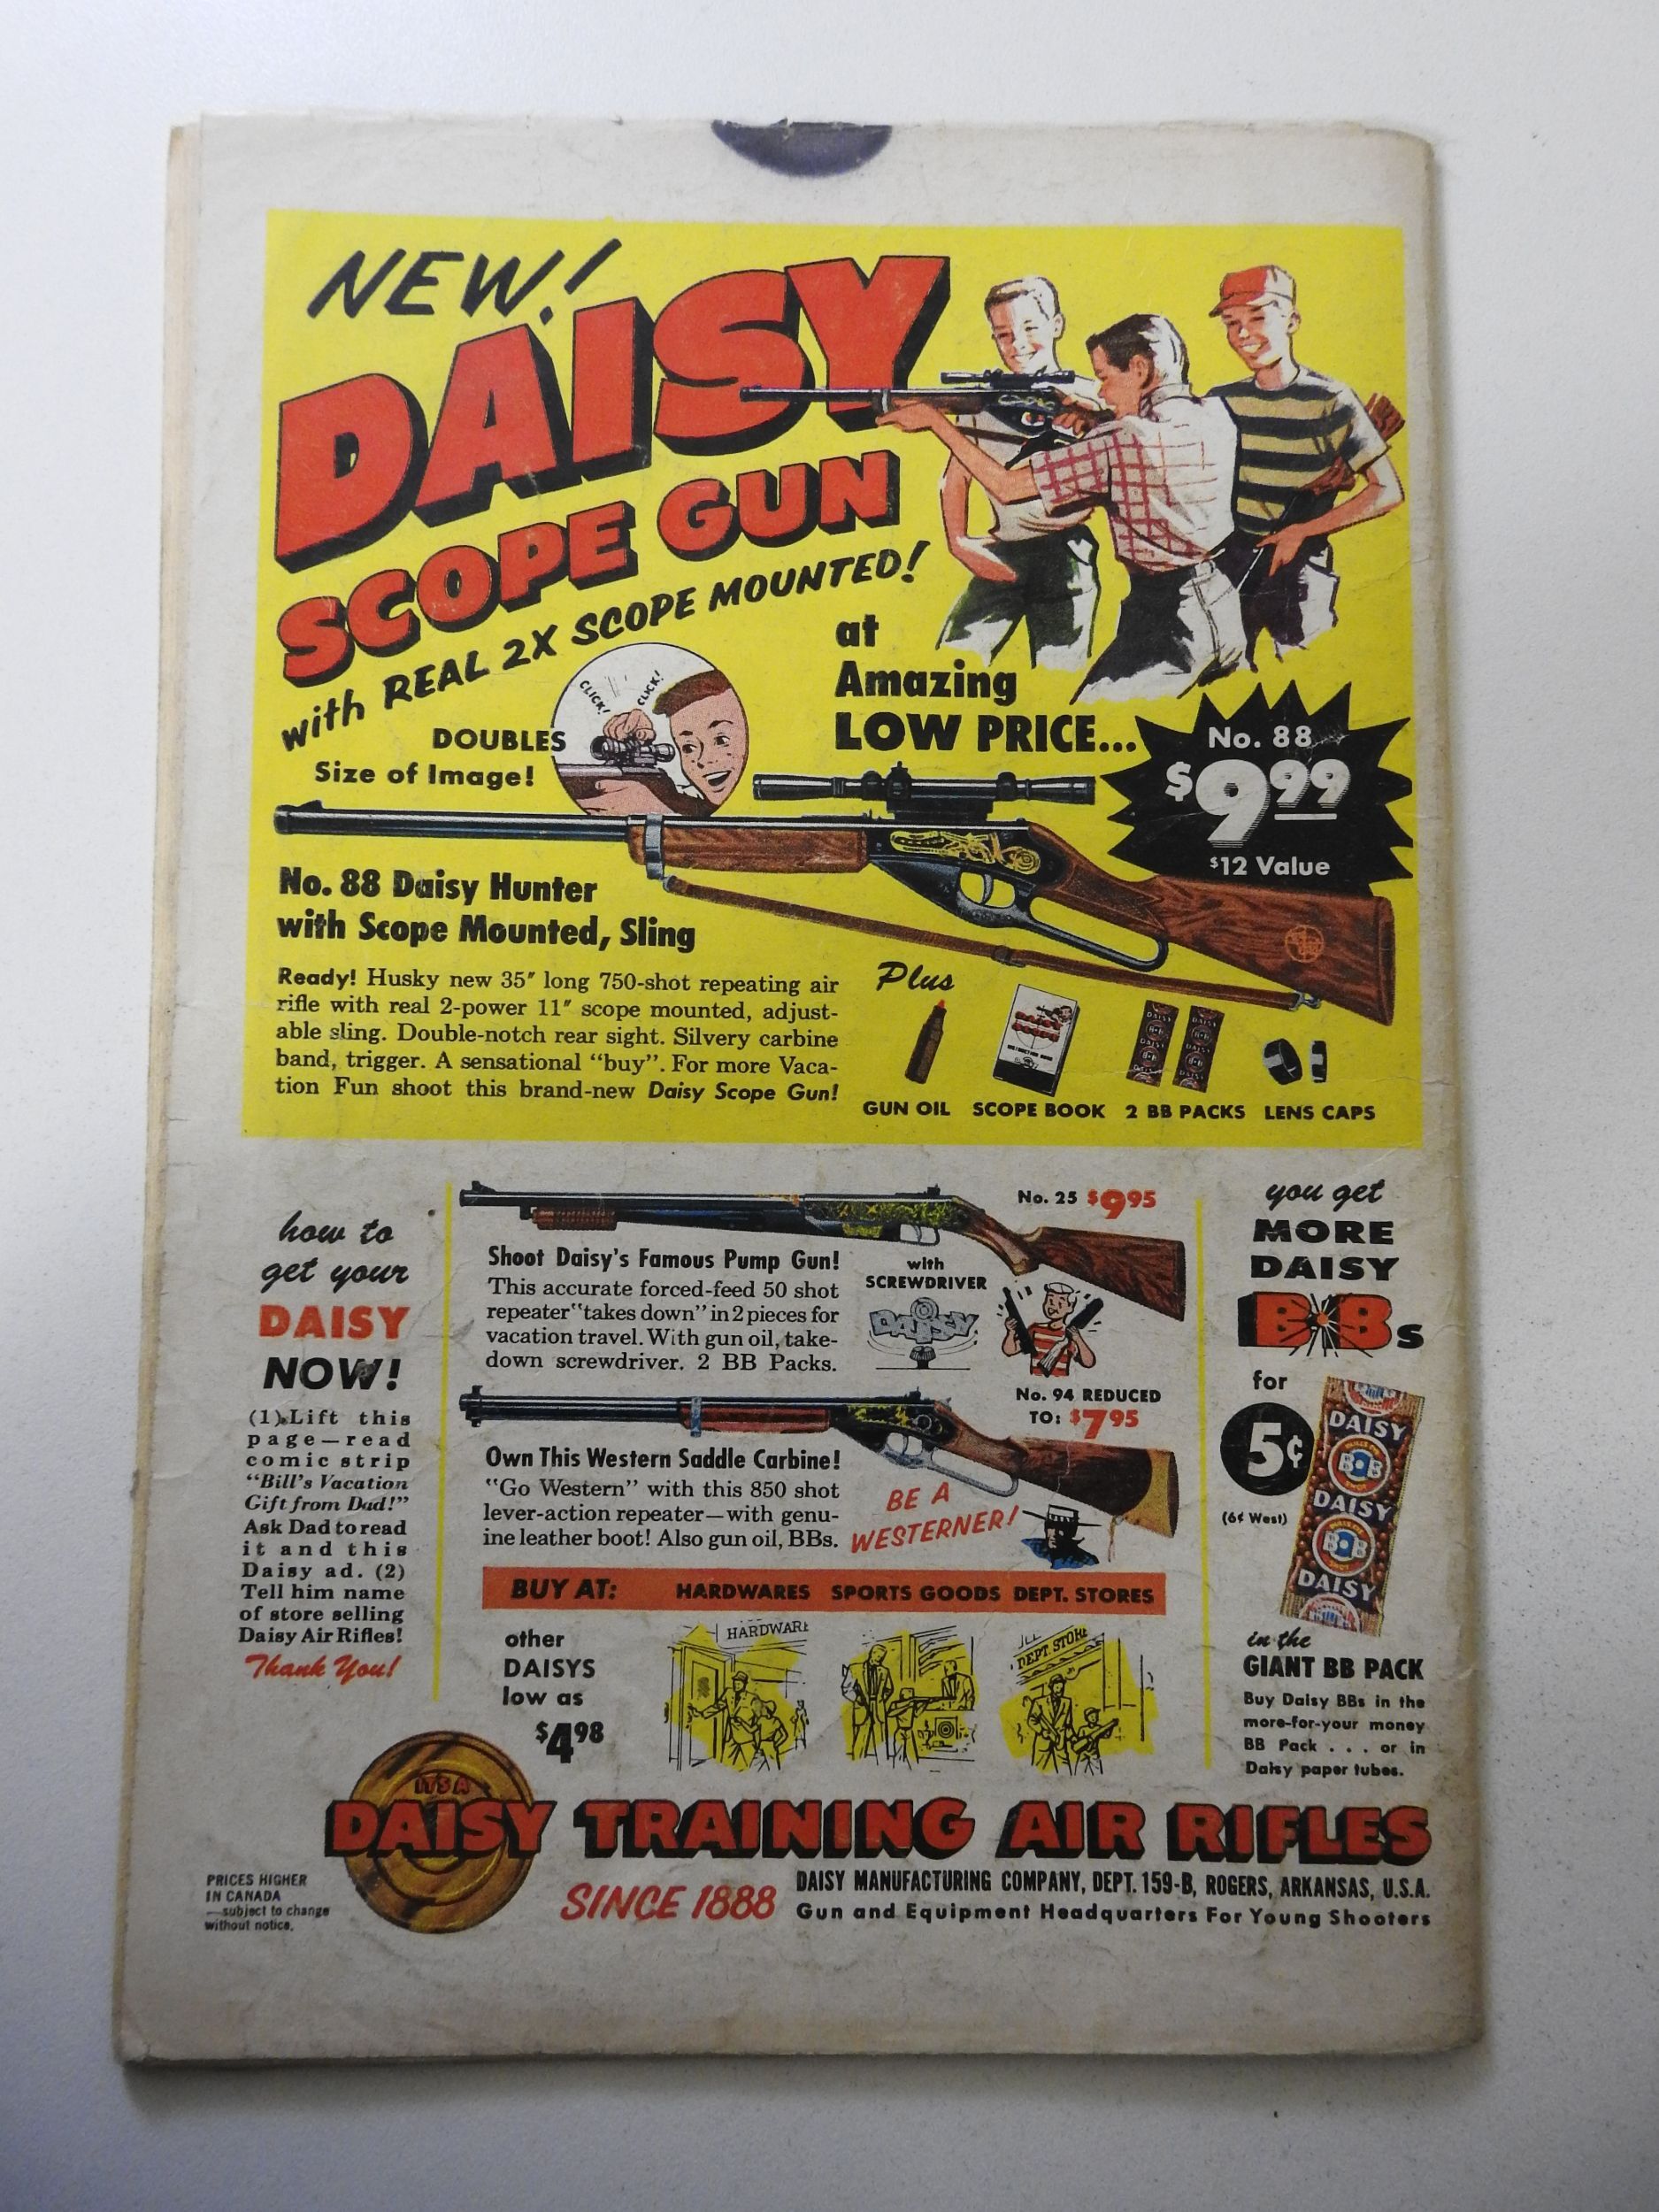 NEW!
DAISY
SCOPE GUN
with REAL 2X SCOPE MOUNTED!
DOUBLES
Size of Image!
CLICK!
CLICK!
at
Amazing
LOW PRICE...
No. 88
$9.99
$12 Value
No. 88 Daisy Hunter
with Scope Mounted, Sling
Ready! Husky new 35″ long 750-shot repeating air
rifle with real 2-power 11″ scope mounted, adjust-
able sling. Double-notch rear sight. Silvery carbine
band, trigger. A sensational “buy”. For more Vaca-
tion Fun shoot this brand-new Daisy Scope Gun!
Plus
GUN OIL
SCOPE BOOK
2 BB PACKS
LENS CAPS
how to
get your
DAISY
NOW!
(1) Lift this
page—read
comic strip
“Bill's Vacation
Gift from Dad!”
Ask Dad to read
it and this
Daisy ad. (2)
Tell him name
of store selling
Daisy Air Rifles!
Thank You!
No. 25 $9.95
Shoot Daisy's Famous Pump Gun!
This accurate forced-feed 50 shot
repeater “takes down” in 2 pieces for
vacation travel. With gun oil, take-
down screwdriver. 2 BB Packs.
with
SCREWDRIVER
DAISY
No. 94 REDUCED
TO: $7.95
Own This Western Saddle Carbine!
“Go Western” with this 850 shot
lever-action repeater—with genu-
ine leather boot! Also gun oil, BBs.
BE A
WESTERNER!
BUY AT: HARDWARES SPORTS GOODS DEPT. STORES
other
DAISYS
low as
$4.98
HARDWARE
DEPT. STORE
you get
MORE
DAISY
B·Bs
for
5¢
(6¢ West)
DAISY
B·B
DAISY
B·B
DAISY
in the
GIANT BB PACK
Buy Daisy BBs in the
more-for-your money
BB Pack . . . or in
Daisy paper tubes.
IT'S A
DAISY TRAINING AIR RIFLES
PRICES HIGHER
IN CANADA
—subject to change
without notice.
SINCE 1888
DAISY MANUFACTURING COMPANY, DEPT. 159-B, ROGERS, ARKANSAS, U.S.A.
Gun and Equipment Headquarters For Young Shooters